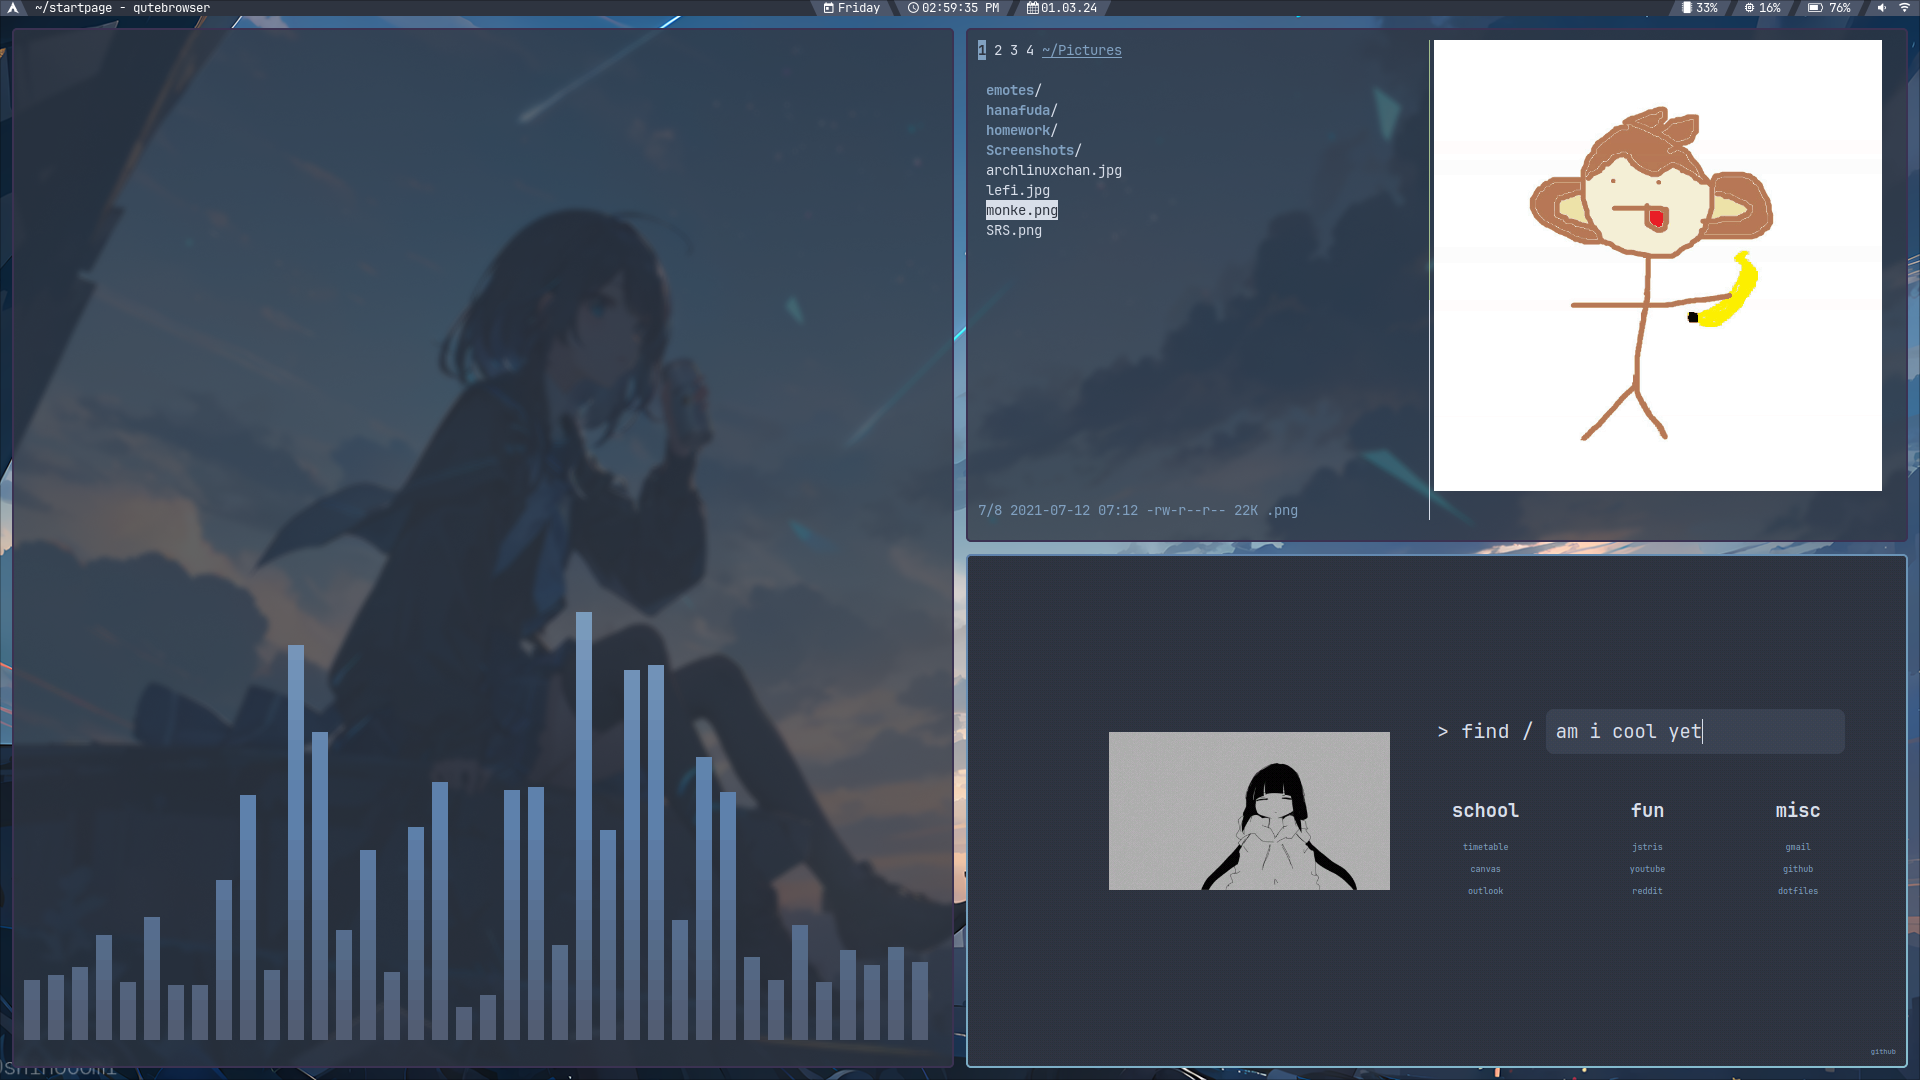 ~/startpage - qutebrowser
Friday 02:59:35 PM 01.03.24
33% 16% 76%
1 2 3 4 ~/Pictures
emotes/
hanafuda/
homework/
Screenshots/
archlinuxchan.jpg
lefi.jpg
monke.png
SRS.png
7/8 2021-07-12 07:12 -rw-r--r-- 22K .png
> find / am i cool yet
school fun misc
timetable jstris gmail
canvas youtube github
outlook reddit dotfiles
github